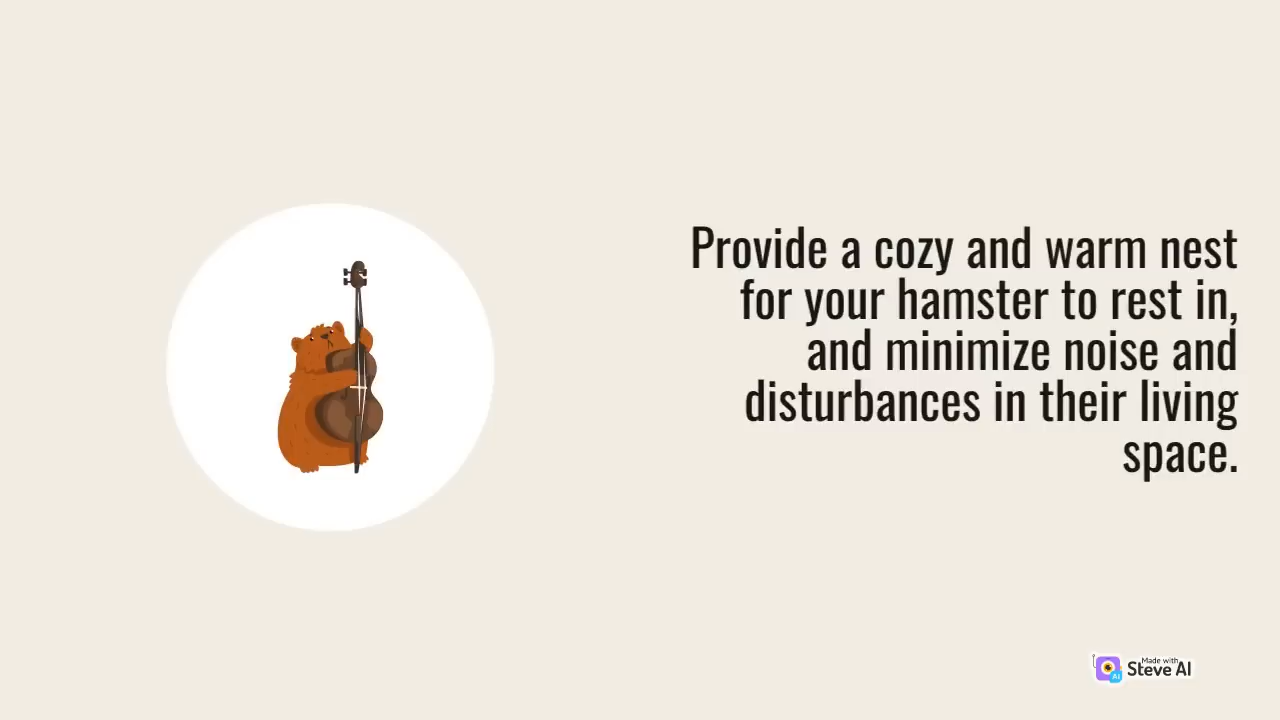 Provide a cozy and warm nest
for your hamster to rest in,
and minimize noise and
disturbances in their living
space.
Made with
Steve AI
AI